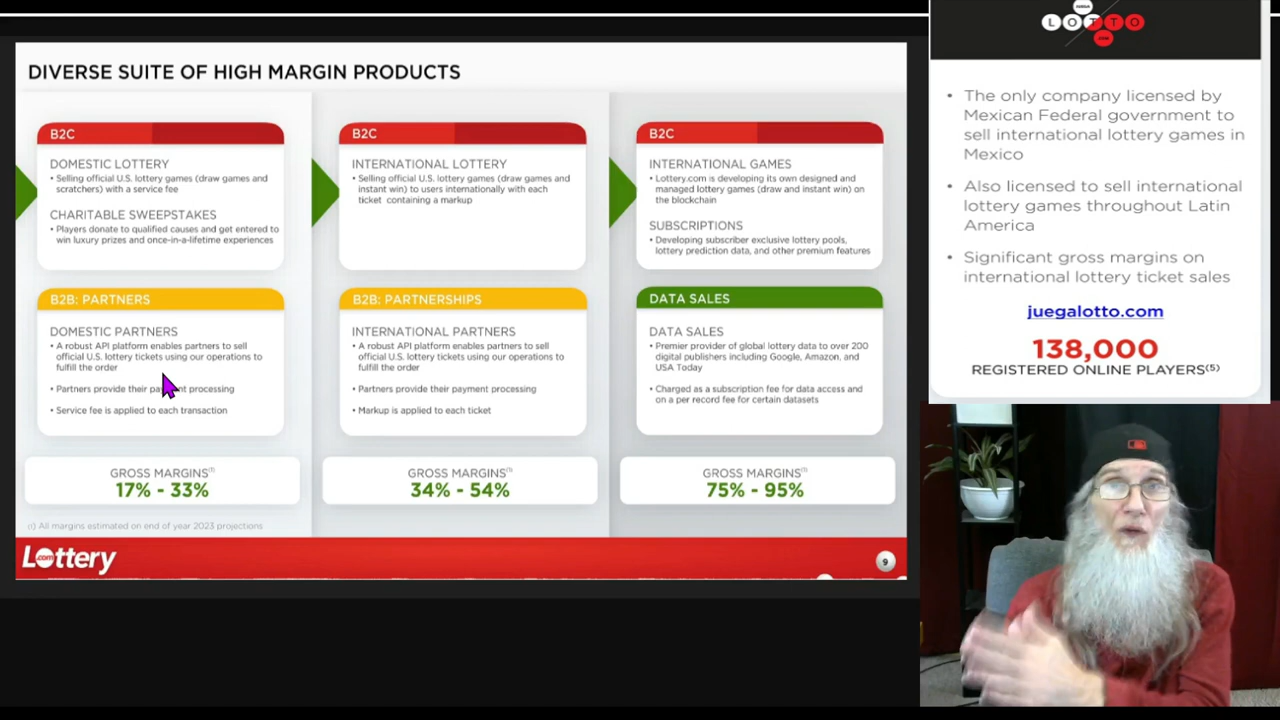 DIVERSE SUITE OF HIGH MARGIN PRODUCTS
B2C
DOMESTIC LOTTERY
• Selling official U.S. lottery games (draw games and
scratchers) with a service fee
CHARITABLE SWEEPSTAKES
• Players donate to qualified causes and get entered to
win luxury prizes and once-in-a-lifetime experiences
B2C
INTERNATIONAL LOTTERY
• Selling official U.S. lottery games (draw games and
instant win) to users internationally with each
ticket containing a markup
B2C
INTERNATIONAL GAMES
• Lottery.com is developing its own designed and
managed lottery games (draw and instant win) on
the blockchain
SUBSCRIPTIONS
• Developing subscriber exclusive lottery pools,
lottery prediction data, and other premium features
B2B: PARTNERS
DOMESTIC PARTNERS
• A robust API platform enables partners to sell
official U.S. lottery tickets using our operations to
fulfill the order
• Partners provide their payment processing
• Service fee is applied to each transaction
B2B: PARTNERSHIPS
INTERNATIONAL PARTNERS
• A robust API platform enables partners to sell
official U.S. lottery tickets using our operations to
fulfill the order
• Partners provide their payment processing
• Markup is applied to each ticket
DATA SALES
DATA SALES
• Premier provider of global lottery data to over 200
digital publishers including Google, Amazon, and
USA Today
• Charged as a subscription fee for data access and
on a per record fee for certain datasets
GROSS MARGINS(1)
17% - 33%
GROSS MARGINS(1)
34% - 54%
GROSS MARGINS(1)
75% - 95%
(1) All margins estimated on end of year 2023 projections
Lottery.com
9
LOTTO
.COM
• The only company licensed by
Mexican Federal government to
sell international lottery games in
Mexico
• Also licensed to sell international
lottery games throughout Latin
America
• Significant gross margins on
international lottery ticket sales
juegalotto.com
138,000
REGISTERED ONLINE PLAYERS(5)